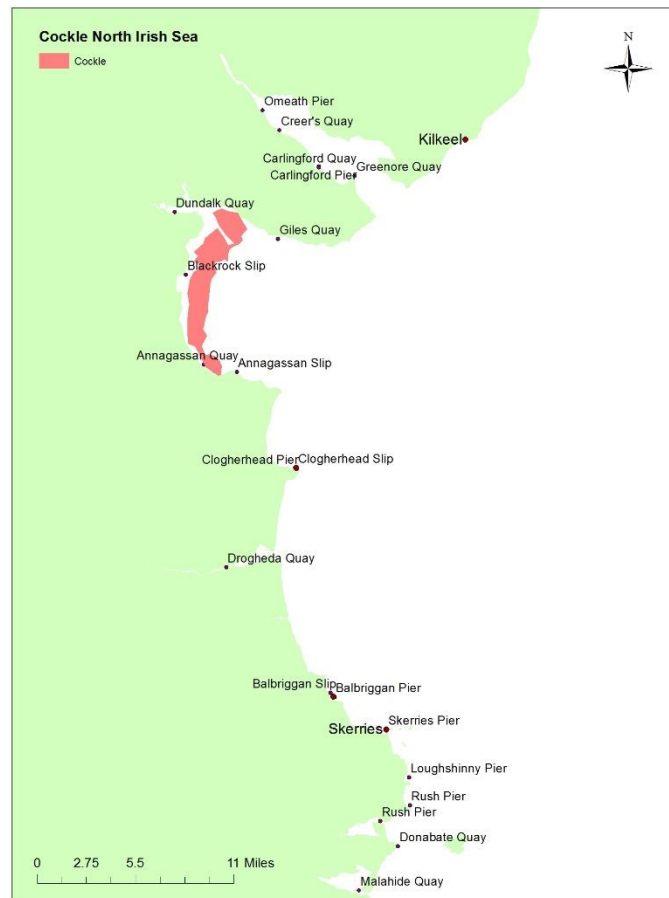 Cockle North Irish Sea
Cockle
N
Omeath Pier
Creer's Quay
Kilkeel
Carlingford Quay
Carlingford Pier
Greenore Quay
Dundalk Quay
Giles Quay
Blackrock Slip
Annagassan Quay
Annagassan Slip
Clogherhead Pier
Clogherhead Slip
Drogheda Quay
Balbriggan Slip
Balbriggan Pier
Skerries
Skerries Pier
Loughshinny Pier
Rush Pier
Rush Pier
Donabate Quay
0 2.75 5.5 11 Miles
Malahide Quay